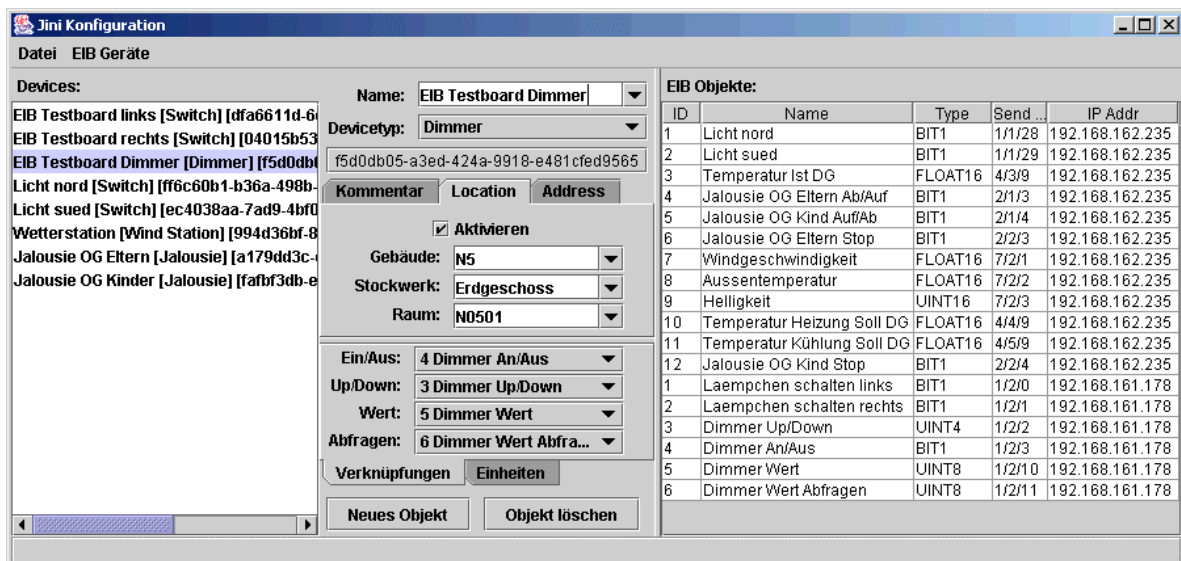 Jini Konfiguration
Datei EIB Geräte
Devices:
EIB Testboard links [Switch] [dfa6611d-6
EIB Testboard rechts [Switch] [04015b53
EIB Testboard Dimmer [Dimmer] [f5d0db
Licht nord [Switch] [ff6c60b1-b36a-498b-
Licht sued [Switch] [ec4038aa-7ad9-4bf0
Wetterstation [Wind Station] [994d36bf-8
Jalousie OG Eltern [Jalousie] [a179dd3c-
Jalousie OG Kinder [Jalousie] [fafbf3db-e
Name: EIB Testboard Dimmer
Devicetyp: Dimmer
f5d0db05-a3ed-424a-9918-e481cfed9565
Kommentar Location Address
Aktivieren
Gebäude: N5
Stockwerk: Erdgeschoss
Raum: N0501
Ein/Aus: 4 Dimmer An/Aus
Up/Down: 3 Dimmer Up/Down
Wert: 5 Dimmer Wert
Abfragen: 6 Dimmer Wert Abfra...
Verknüpfungen Einheiten
Neues Objekt Objekt löschen
EIB Objekte:
ID Name Type Send ... IP Addr
1 Licht nord BIT1 1/1/28 192.168.162.235
2 Licht sued BIT1 1/1/29 192.168.162.235
3 Temperatur Ist DG FLOAT16 4/3/9 192.168.162.235
4 Jalousie OG Eltern Ab/Auf BIT1 2/1/3 192.168.162.235
5 Jalousie OG Kind Auf/Ab BIT1 2/1/4 192.168.162.235
6 Jalousie OG Eltern Stop BIT1 2/2/3 192.168.162.235
7 Windgeschwindigkeit FLOAT16 7/2/1 192.168.162.235
8 Aussentemperatur FLOAT16 7/2/2 192.168.162.235
9 Helligkeit UINT16 7/2/3 192.168.162.235
10 Temperatur Heizung Soll DG FLOAT16 4/4/9 192.168.162.235
11 Temperatur Kühlung Soll DG FLOAT16 4/5/9 192.168.162.235
12 Jalousie OG Kind Stop BIT1 2/2/4 192.168.162.235
1 Laempchen schalten links BIT1 1/2/0 192.168.161.178
2 Laempchen schalten rechts BIT1 1/2/1 192.168.161.178
3 Dimmer Up/Down UINT4 1/2/2 192.168.161.178
4 Dimmer An/Aus BIT1 1/2/3 192.168.161.178
5 Dimmer Wert UINT8 1/2/10 192.168.161.178
6 Dimmer Wert Abfragen UINT8 1/2/11 192.168.161.178